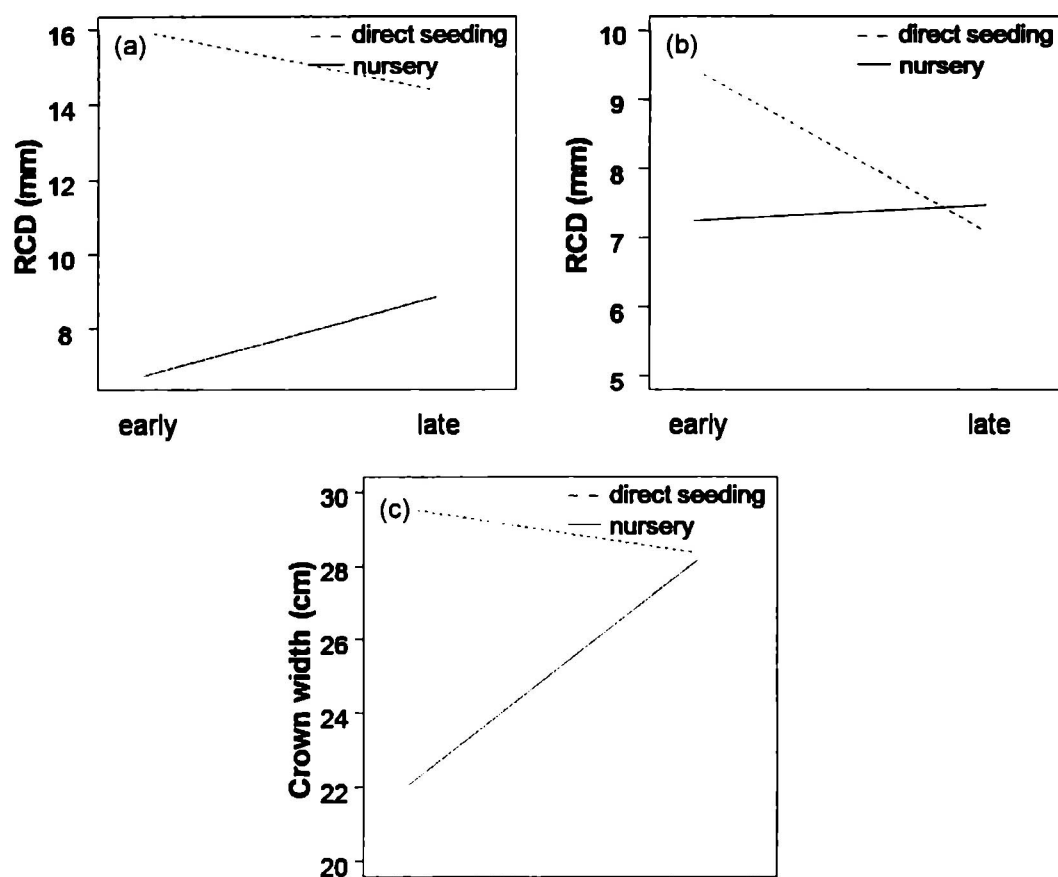 (a)
direct seeding
nursery
RCD (mm)
16
14
12
10
8
early late
(b)
direct seeding
nursery
RCD (mm)
10
9
8
7
6
5
early late
(c)
direct seeding
nursery
Crown width (cm)
30
28
26
24
22
20